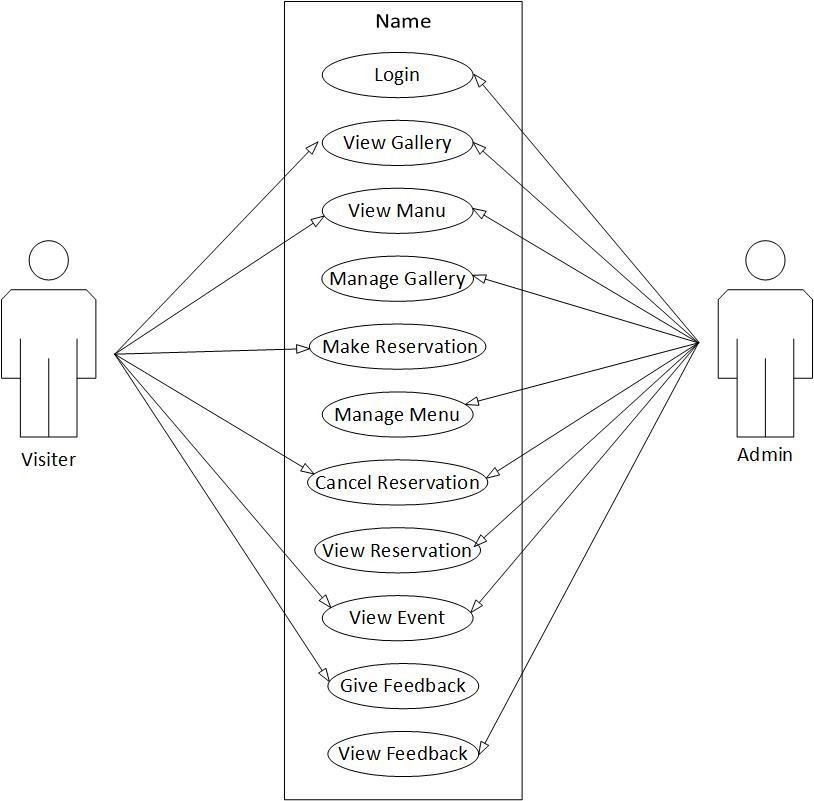 Name
Login
View Gallery
View Manu
Manage Gallery
Make Reservation
Manage Menu
Cancel Reservation
View Reservation
View Event
Give Feedback
View Feedback
Visiter
Admin